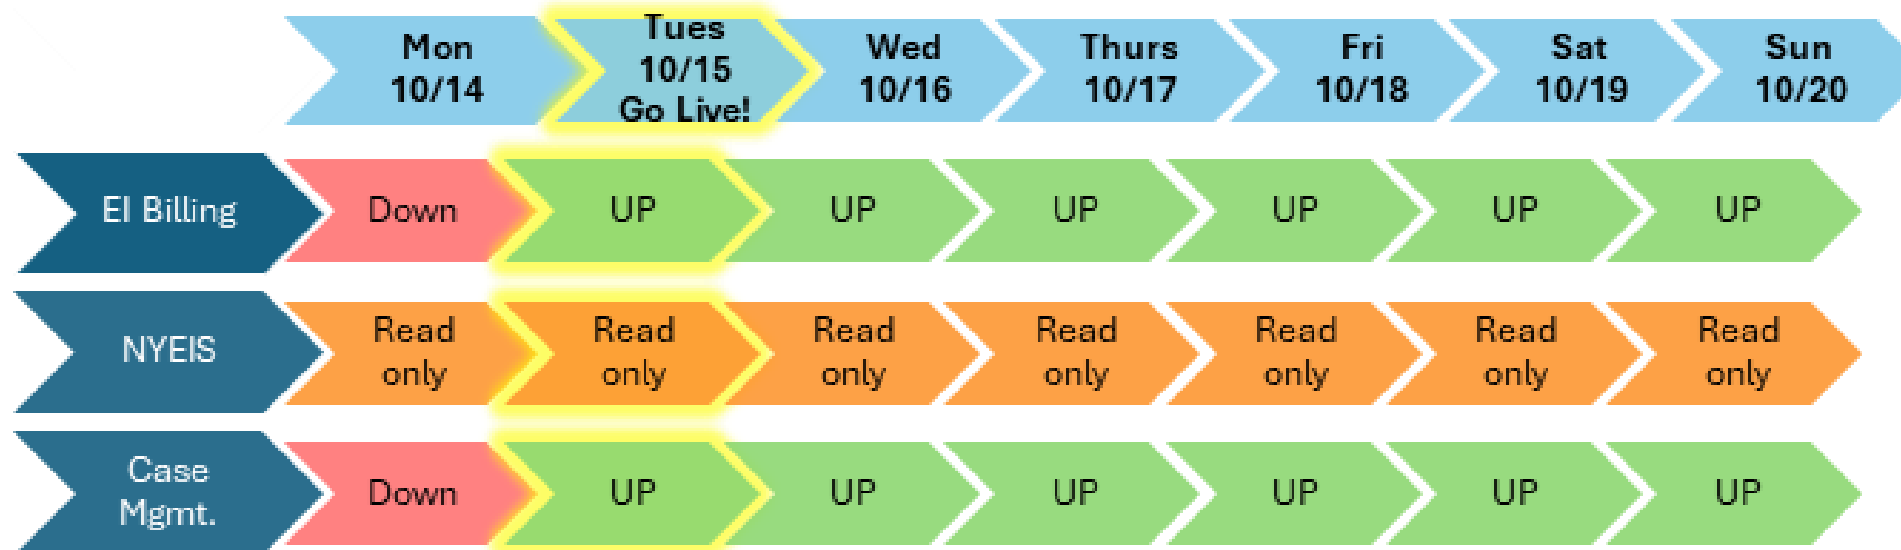 Mon
10/14
Tues
10/15
Go Live!
Wed
10/16
Thurs
10/17
Fri
10/18
Sat
10/19
Sun
10/20
EI Billing
Down
UP
UP
UP
UP
UP
UP
NYEIS
Read
only
Read
only
Read
only
Read
only
Read
only
Read
only
Read
only
Case
Mgmt.
Down
UP
UP
UP
UP
UP
UP